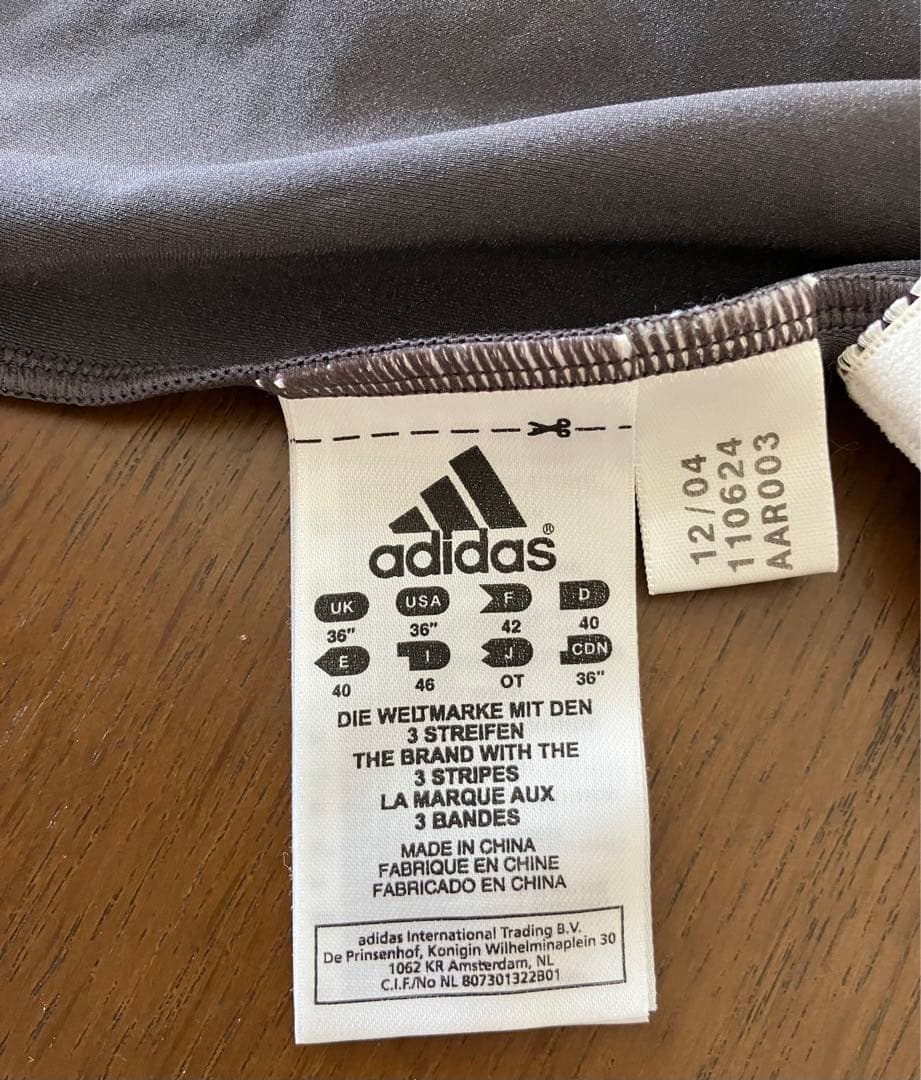 adidas®
UK USA F D
36" 36" 42 40
E I J CDN
40 46 OT 36"
DIE WELTMARKE MIT DEN
3 STREIFEN
THE BRAND WITH THE
3 STRIPES
LA MARQUE AUX
3 BANDES
MADE IN CHINA
FABRIQUE EN CHINE
FABRICADO EN CHINA
adidas International Trading B.V.
De Prinsenhof, Konigin Wilhelminaplein 30
1062 KR Amsterdam, NL
C.I.F./No NL 807301322B01
12/04
110624
AAR003